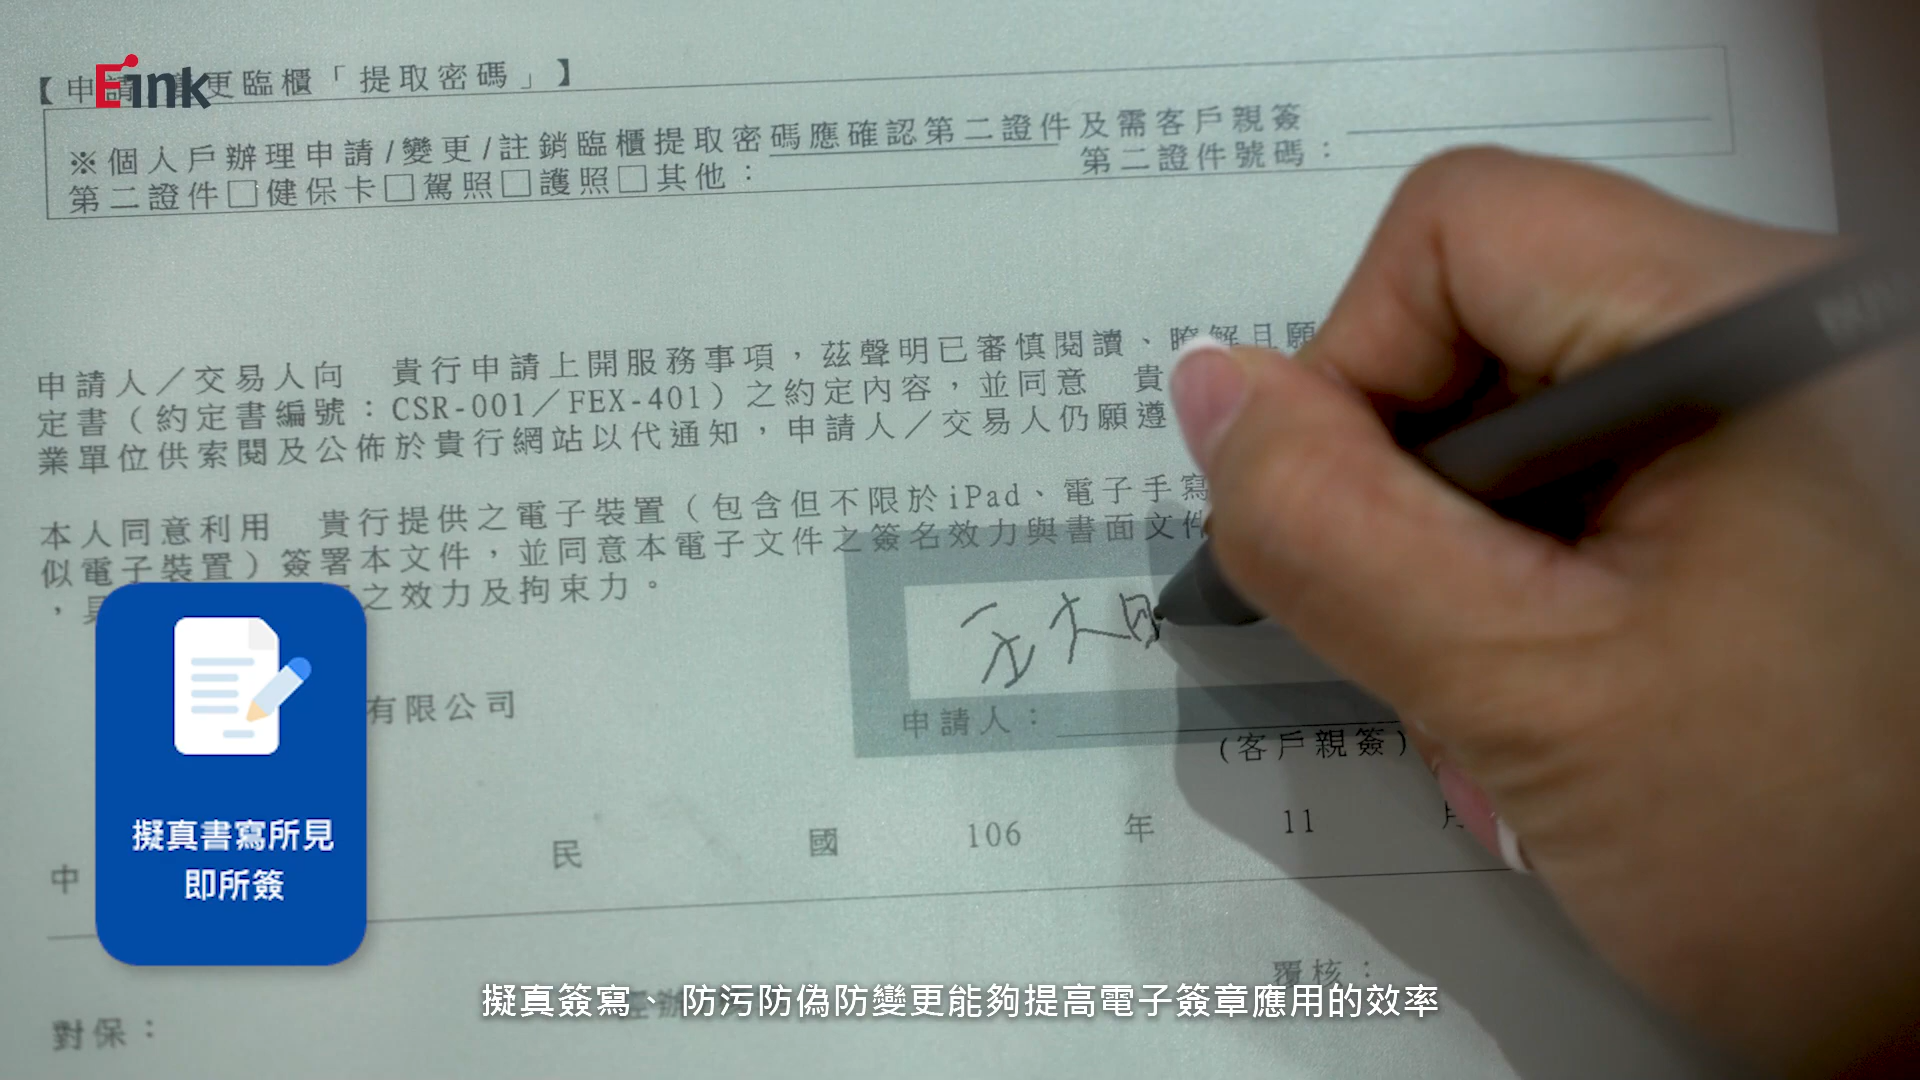 E ink
【申請 更臨櫃「提取密碼」】
※個人戶辦理申請/變更/註銷臨櫃提取密碼應確認第二證件及需客戶親簽
第二證件□健保卡□駕照□護照□其他：
第二證件號碼：
申請人／交易人向 貴行申請上開服務事項，茲聲明已審慎閱讀、瞭解且願
定書（約定書編號：CSR-001／FEX-401）之約定內容，並同意 貴
業單位供索閱及公佈於貴行網站以代通知，申請人／交易人仍願遵
本人同意利用 貴行提供之電子裝置（包含但不限於iPad、電子手寫
似電子裝置）簽署本文件，並同意本電子文件之簽名效力與書面文件
，具 之效力及拘束力。
王大
有限公司
申請人：
(客戶親簽)
擬真書寫所見
即所簽
中 民 國 106 年 11 月
覆核：
擬真簽寫、 防污防偽防變更能夠提高電子簽章應用的效率
對保：